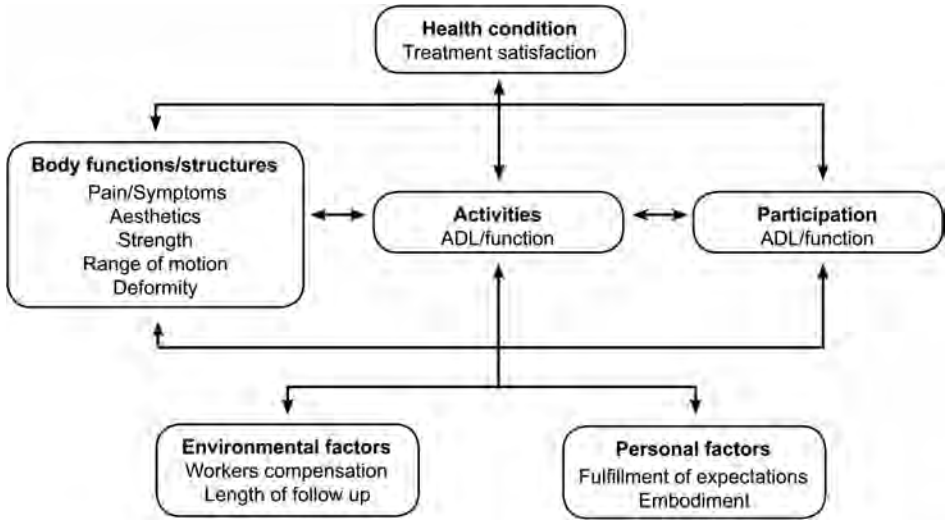 Health condition
Treatment satisfaction
Body functions/structures
Pain/Symptoms
Aesthetics
Strength
Range of motion
Deformity
Activities
ADL/function
Participation
ADL/function
Environmental factors
Workers compensation
Length of follow up
Personal factors
Fulfillment of expectations
Embodiment